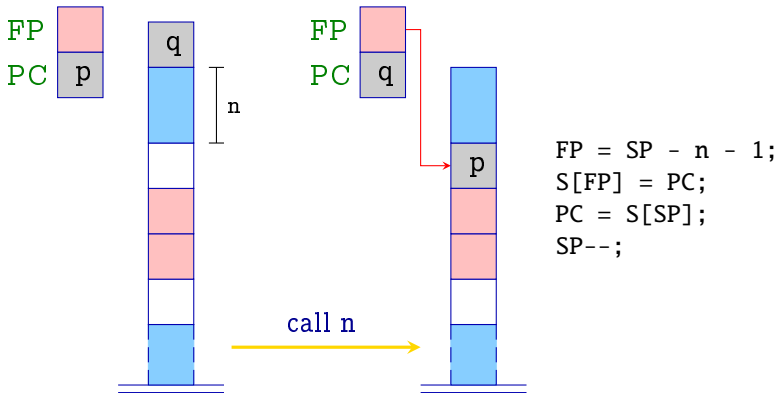 FP
PC p
q
n
FP
PC q
p
call n
FP = SP - n - 1;
S[FP] = PC;
PC = S[SP];
SP--;